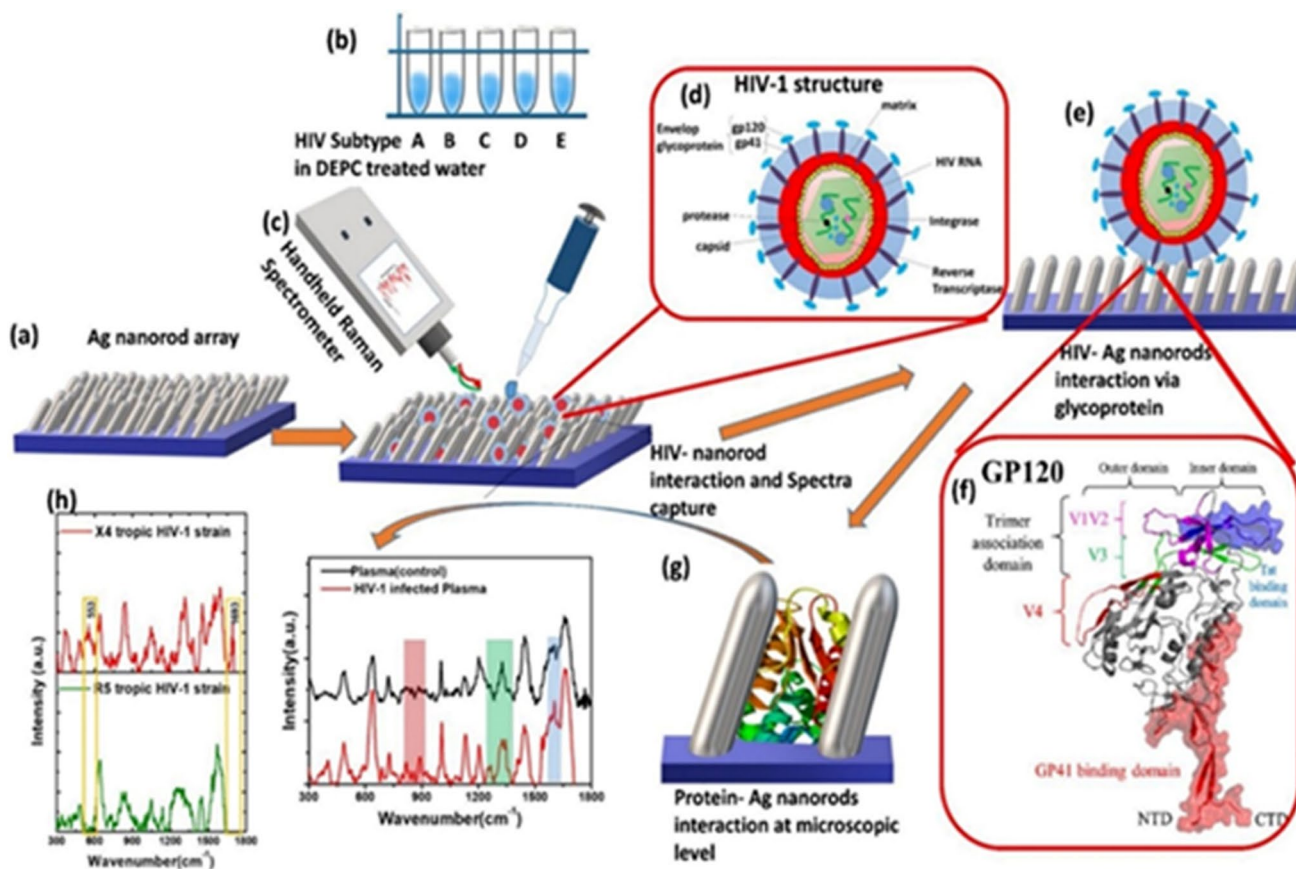 (b)
HIV Subtype A B C D E
in DEPC treated water
(c)
Handheld Raman
Spectrometer
(a)
Ag nanorod array
HIV- nanorod
interaction and Spectra
capture
(d)
HIV-1 structure
matrix
Envelop
glycoprotein
gp120
gp41
HIV RNA
protease
Integrase
capsid
Reverse
Transcriptase
(e)
HIV- Ag nanorods
interaction via
glycoprotein
(f) GP120
Outer domain
Inner domain
Trimer
association
domain
V1V2
V3
V4
Tat
binding
domain
GP41 binding domain
NTD
CTD
(g)
Protein- Ag nanorods
interaction at microscopic
level
(h)
X4 tropic HIV-1 strain
553
R5 tropic HIV-1 strain
Intensity (a.u.)
300 600 900 1200 1500 1800
Wavenumber(cm⁻¹)
Plasma(control)
HIV-1 infected Plasma
Intensity(a.u.)
300 600 900 1200 1500 1800
Wavenumber(cm⁻¹)